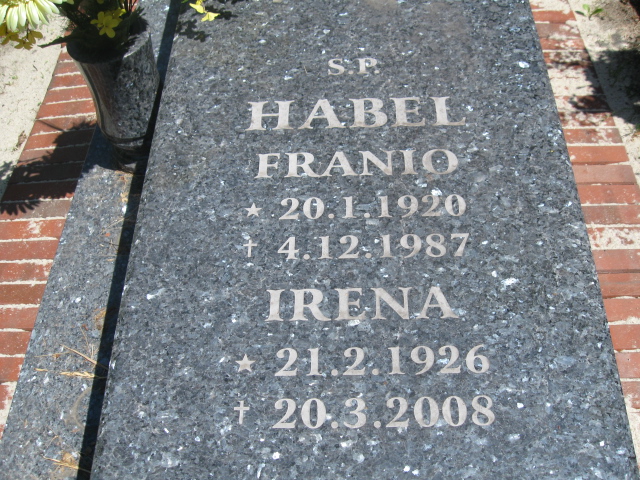 S.P.
HABEL
FRANIO
★ 20.1.1920
† 4.12.1987
IRENA
★ 21.2.1926
† 20.3.2008